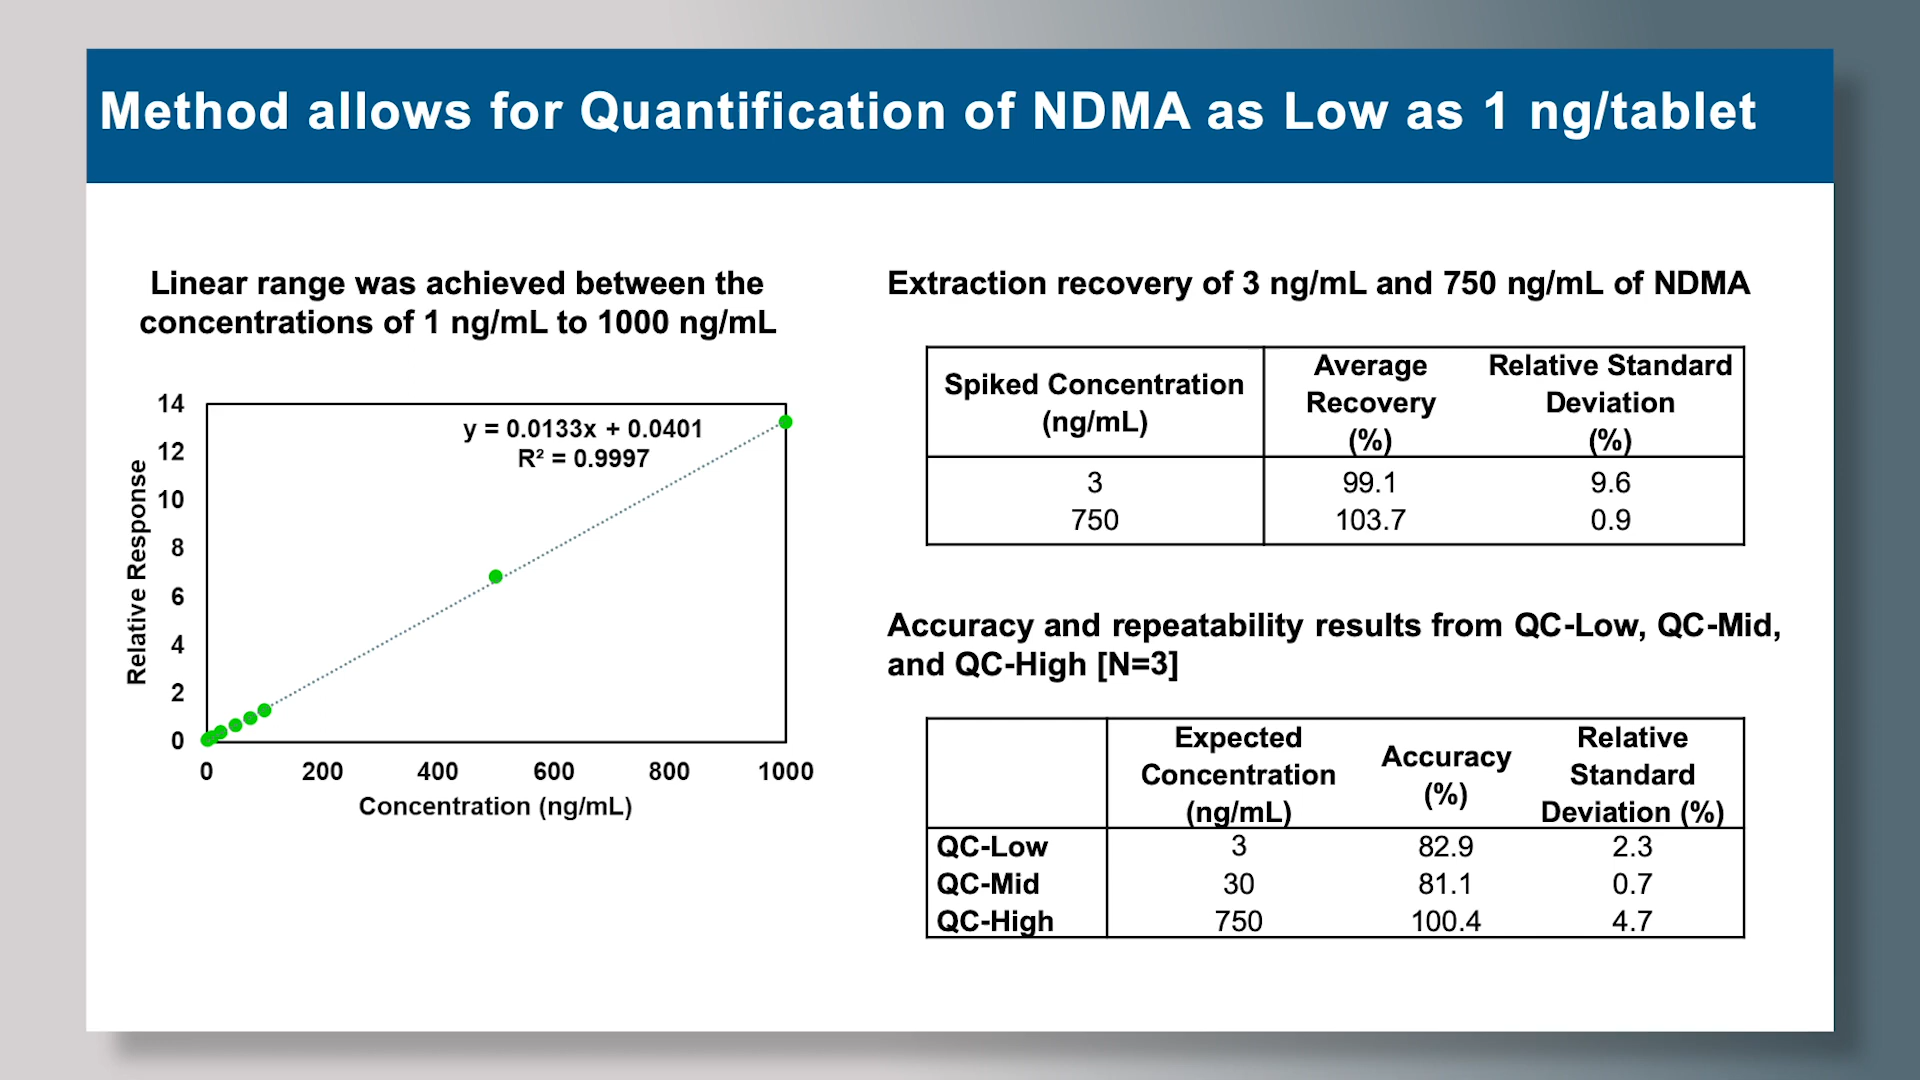 Method allows for Quantification of NDMA as Low as 1 ng/tablet
Linear range was achieved between the
concentrations of 1 ng/mL to 1000 ng/mL
14
12
10
8
6
4
2
0
Relative Response
y = 0.0133x + 0.0401
R² = 0.9997
0 200 400 600 800 1000
Concentration (ng/mL)
Extraction recovery of 3 ng/mL and 750 ng/mL of NDMA
Spiked Concentration
(ng/mL)
Average
Recovery
(%)
Relative Standard
Deviation
(%)
3 99.1 9.6
750 103.7 0.9
Accuracy and repeatability results from QC-Low, QC-Mid,
and QC-High [N=3]
Expected
Concentration
(ng/mL)
Accuracy
(%)
Relative
Standard
Deviation (%)
QC-Low 3 82.9 2.3
QC-Mid 30 81.1 0.7
QC-High 750 100.4 4.7